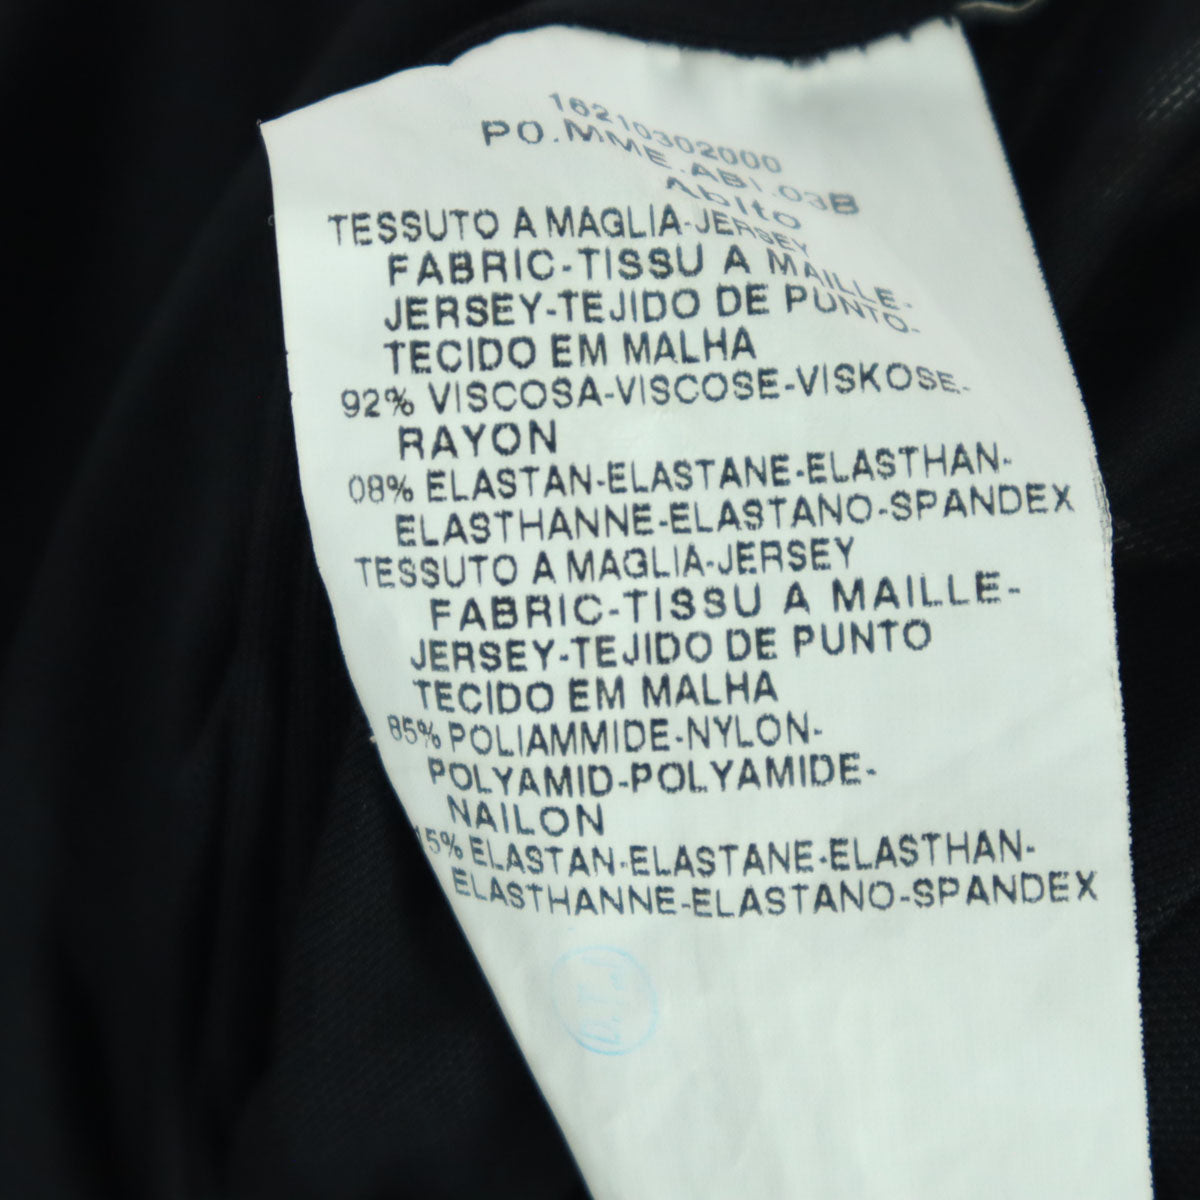 16210302000
PO.MME.ABI.03B
Abito
TESSUTO A MAGLIA-JERSEY
FABRIC-TISSU A MAILLE-
JERSEY-TEJIDO DE PUNTO-
TECIDO EM MALHA
92% VISCOSA-VISCOSE-VISKOSE-
RAYON
08% ELASTAN-ELASTANE-ELASTHAN-
ELASTHANNE-ELASTANO-SPANDEX
TESSUTO A MAGLIA-JERSEY
FABRIC-TISSU A MAILLE-
JERSEY-TEJIDO DE PUNTO
TECIDO EM MALHA
85% POLIAMMIDE-NYLON-
POLYAMID-POLYAMIDE-
NAILON
15% ELASTAN-ELASTANE-ELASTHAN-
ELASTHANNE-ELASTANO-SPANDEX